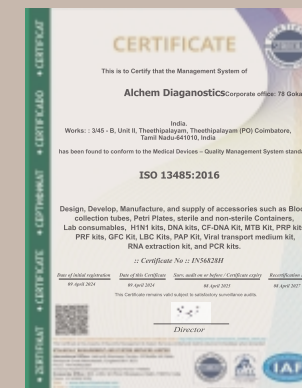 CERTIFICATE
This is to Certify that the Management System of
Alchem Diaganostics Corporate office: 78 Goka
India.
Works: : 3/45 - B, Unit II, Theethipalayam, Theethipalayam (PO) Coimbatore,
Tamil Nadu-641010, India
has been found to conform to the Medical Devices – Quality Management System standa
ISO 13485:2016
Design, Develop, Manufacture, and supply of accessories such as Bloo
collection tubes, Petri Plates, sterile and non-sterile Containers,
Lab consumables, H1N1 kits, DNA kits, CF-DNA Kit, MTB Kit, PRP kit
PRF kits, GFC Kit, LBC Kits, PAP Kit, Viral transport medium kit,
RNA extraction kit, and PCR kits.
:: Certificate No :: IN56828H
Date of initial registration Date of this Certificate Surv. audit on or before / Certificate expiry Recertification
09 April 2024 09 April 2024 08 April 2025 08 April 2027
This Certificate remains valid subject to satisfactory surveillance audits.
Director
IAF
ZERTIFIKAT ♦ CERTIFICATE ♦ СЕРТИФИКАТ ♦ CERTIFICADO ♦ CERTIFICAT